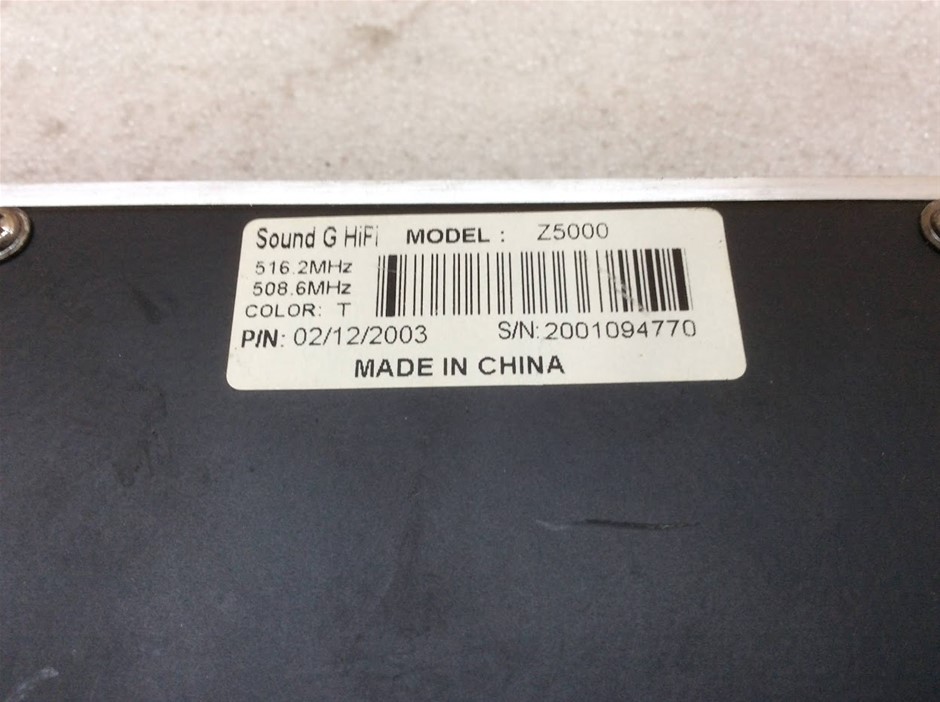 Sound G HiFi MODEL : Z5000
516.2MHz
508.6MHz
COLOR: T
P/N: 02/12/2003 S/N: 2001094770
MADE IN CHINA